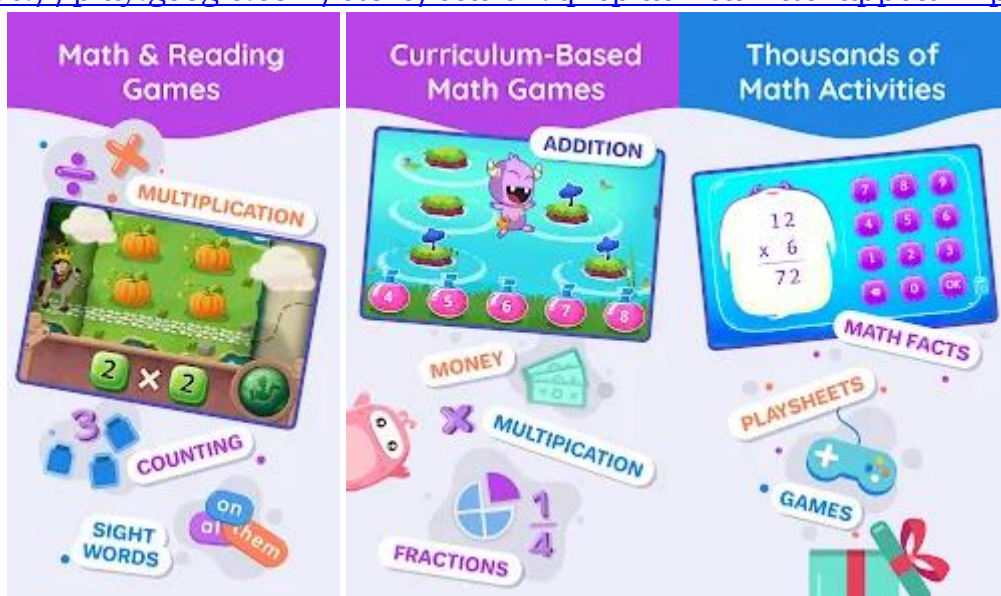 Math & Reading
Games
MULTIPLICATION
2 × 2
3
COUNTING
on
at them
SIGHT
WORDS
Curriculum-Based
Math Games
ADDITION
4 5 6 7 8
MONEY
MULTIPICATION
1
4
FRACTIONS
Thousands of
Math Activities
12
x 6
72
7 8 9
4 5 6
1 2 3
0 OK
MATH FACTS
PLAYSHEETS
GAMES